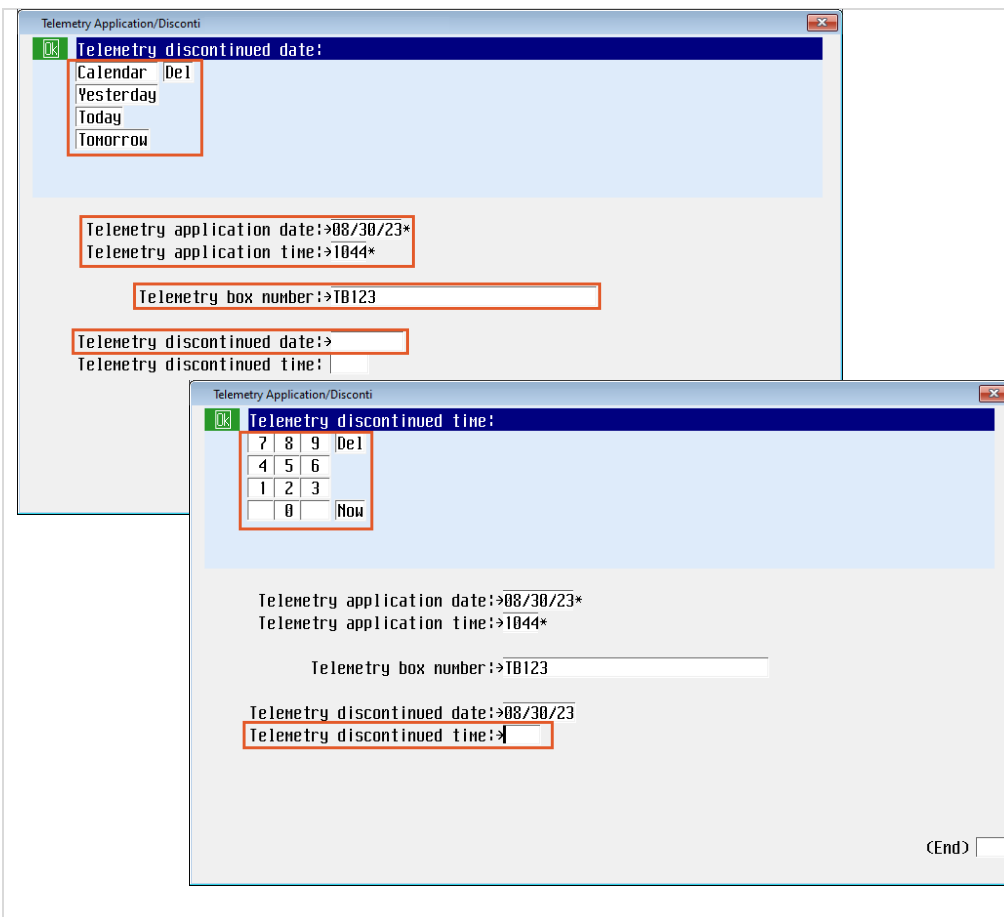 Telemetry Application/Disconti
Ok Telemetry discontinued date:
Calendar Del
Yesterday
Today
Tomorrow
Telemetry application date:→08/30/23*
Telemetry application time:→1044*
Telemetry box number:→TB123
Telemetry discontinued date:→
Telemetry discontinued time:
Telemetry Application/Disconti
Ok Telemetry discontinued time:
7 8 9 Del
4 5 6
1 2 3
0 Now
Telemetry application date:→08/30/23*
Telemetry application time:→1044*
Telemetry box number:→TB123
Telemetry discontinued date:→08/30/23
Telemetry discontinued time:→
(End)